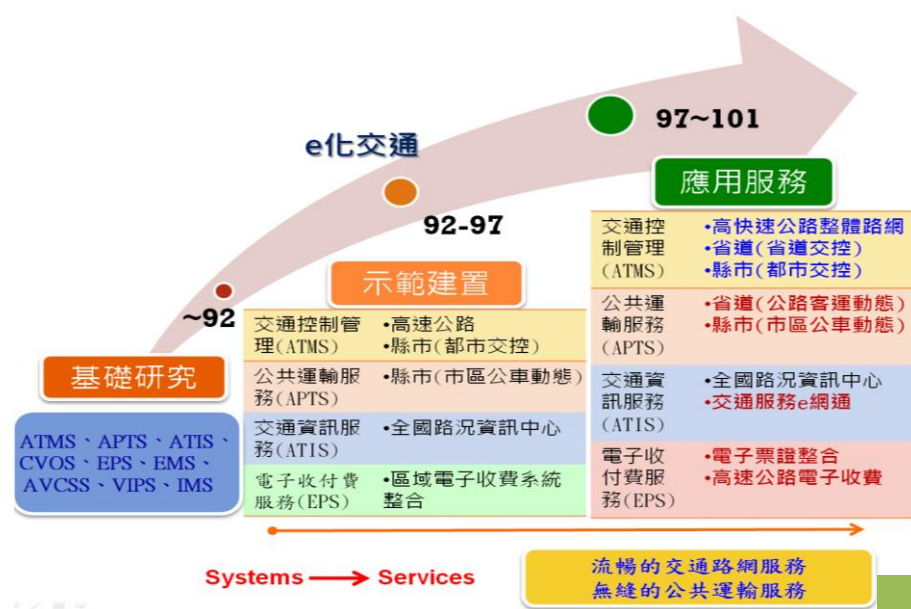 e化交通
~92
92-97
97~101
基礎研究
ATMS、APTS、ATIS、
CVOS、EPS、EMS、
AVCSS、VIPS、IMS
示範建置
交通控制管
理(ATMS)
•高速公路
•縣市(都市交控)
公共運輸服
務(APTS)
•縣市(市區公車動態)
交通資訊服
務(ATIS)
•全國路況資訊中心
電子收付費
服務(EPS)
•區域電子收費系統
整合
應用服務
交通控
制管理
(ATMS)
•高快速公路整體路網
•省道(省道交控)
•縣市(都市交控)
公共運
輸服務
(APTS)
•省道(公路客運動態)
•縣市(市區公車動態)
交通資
訊服務
(ATIS)
•全國路況資訊中心
•交通服務e網通
電子收
付費服
務(EPS)
•電子票證整合
•高速公路電子收費
Systems → Services
流暢的交通路網服務
無縫的公共運輸服務